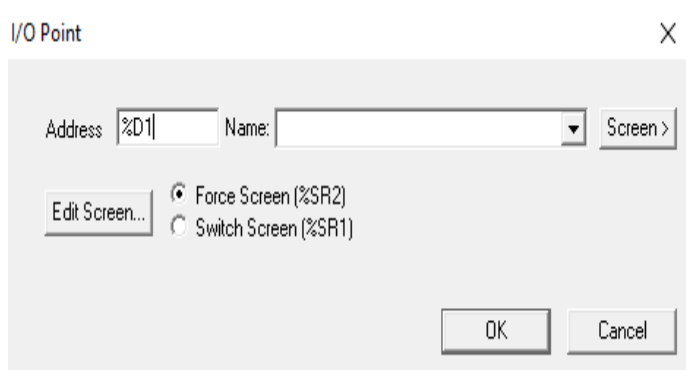 I/O Point
Address %D1 Name: Screen >
Edit Screen... Force Screen (%SR2)
Switch Screen (%SR1)
OK Cancel